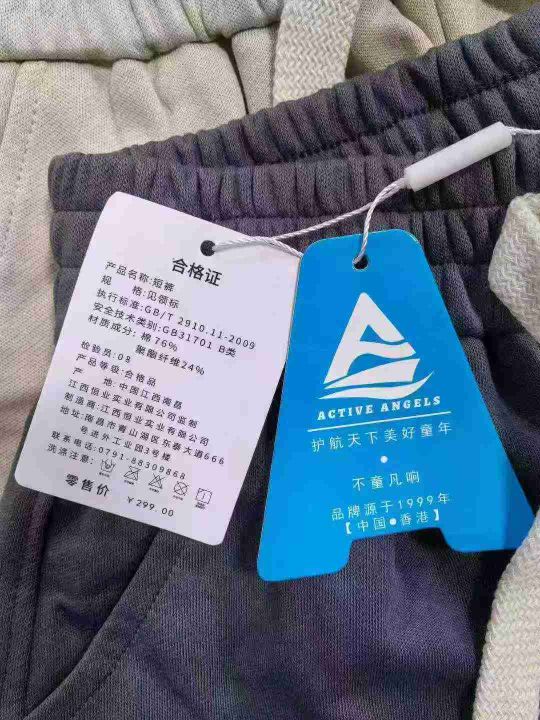 合格证
产品名称:短裤
规 格:见领标
执行标准:GB/T 2910.11-2009
安全技术类别:GB31701 B类
材质成分: 棉76%
聚酯纤维24%
检验员:08
产品等级:合格品
产 地:中国江西南昌
江西恒业实业有限公司监制
制造商:江西恒业实业有限公司
地址:南昌市青山湖区东泰大道666
号进外工业园3号楼
联系电话:0791-88309868
洗涤注意:
零售价 ¥299.00
ACTIVE ANGELS
护航天下美好童年
不童凡响
品牌源于1999年
【中国●香港】